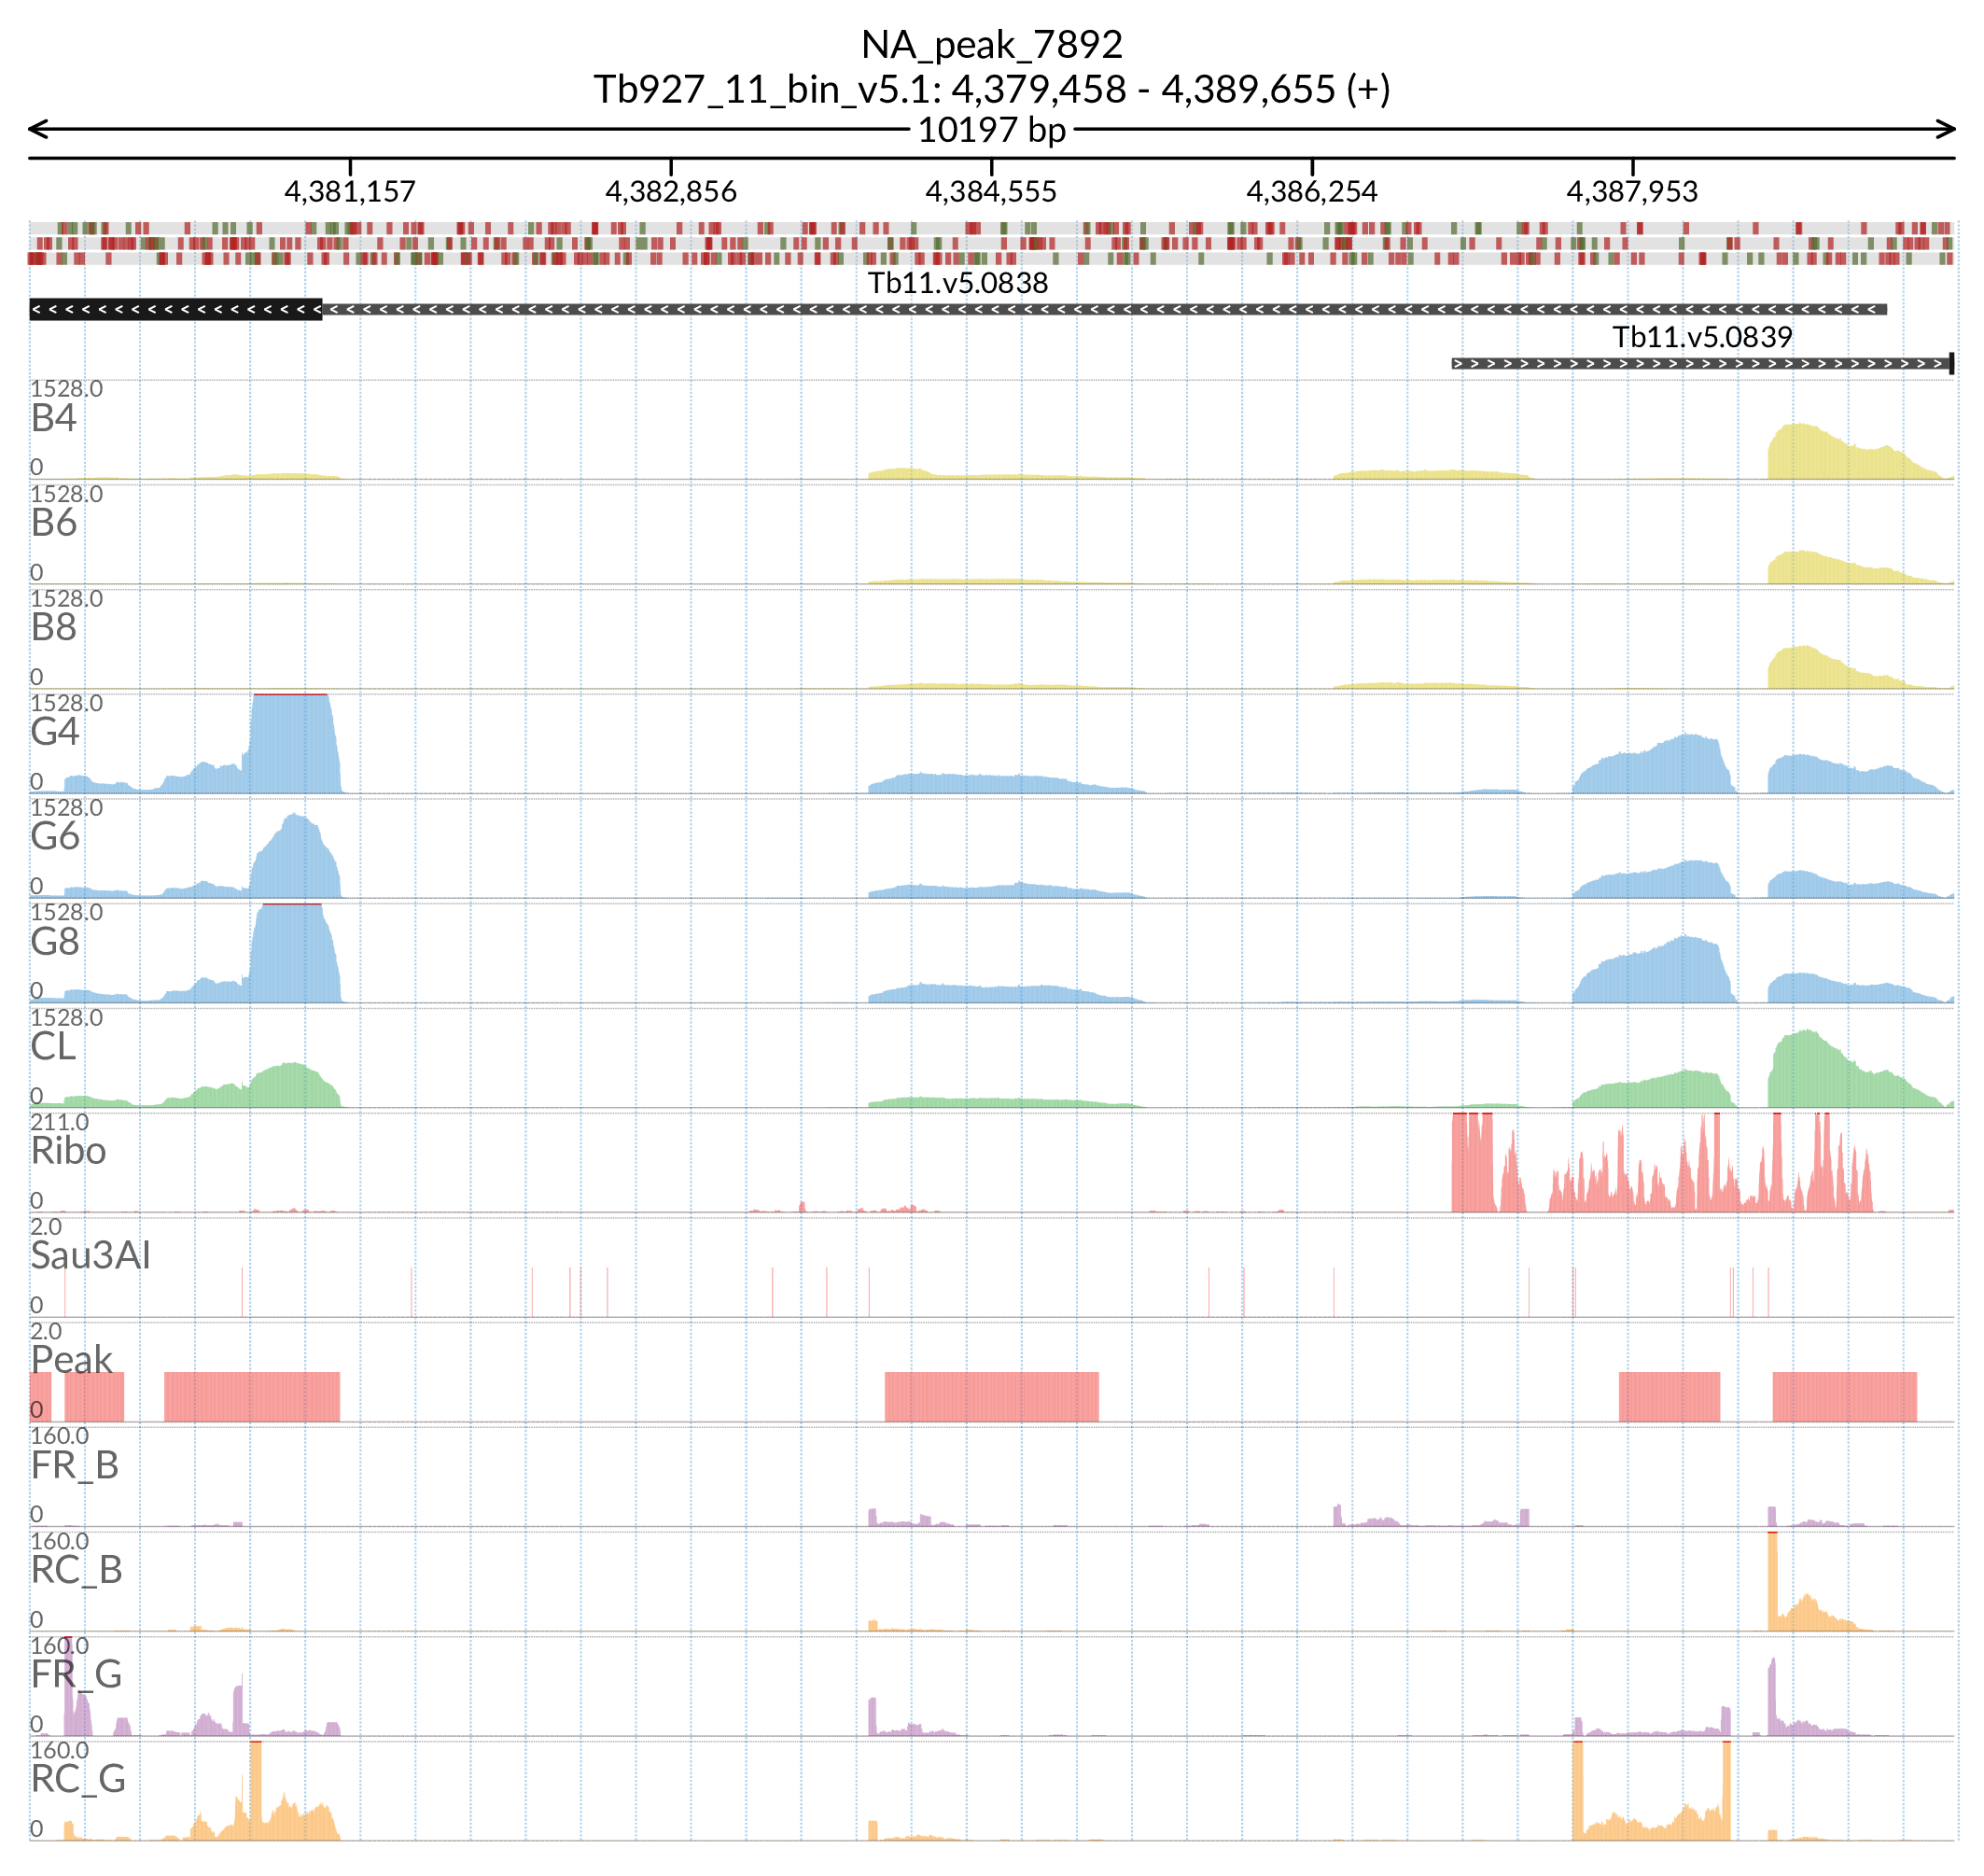 NA_peak_7892
Tb927_11_bin_v5.1: 4,379,458 - 4,389,655 (+)
10197 bp
4,381,157 4,382,856 4,384,555 4,386,254 4,387,953
Tb11.v5.0838
Tb11.v5.0839
1528.0
B4
0
1528.0
B6
0
1528.0
B8
0
1528.0
G4
0
1528.0
G6
0
1528.0
G8
0
1528.0
CL
0
211.0
Ribo
0
2.0
Sau3AI
0
2.0
Peak
0
160.0
FR_B
0
160.0
RC_B
0
160.0
FR_G
0
160.0
RC_G
0